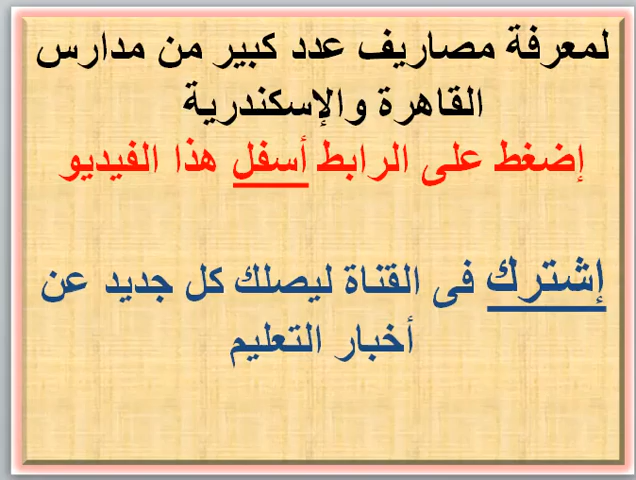 لمعرفة مصاريف عدد كبير من مدارس
القاهرة والإسكندرية
إضغط على الرابط أسفل هذا الفيديو
إشترك فى القناة ليصلك كل جديد عن
أخبار التعليم